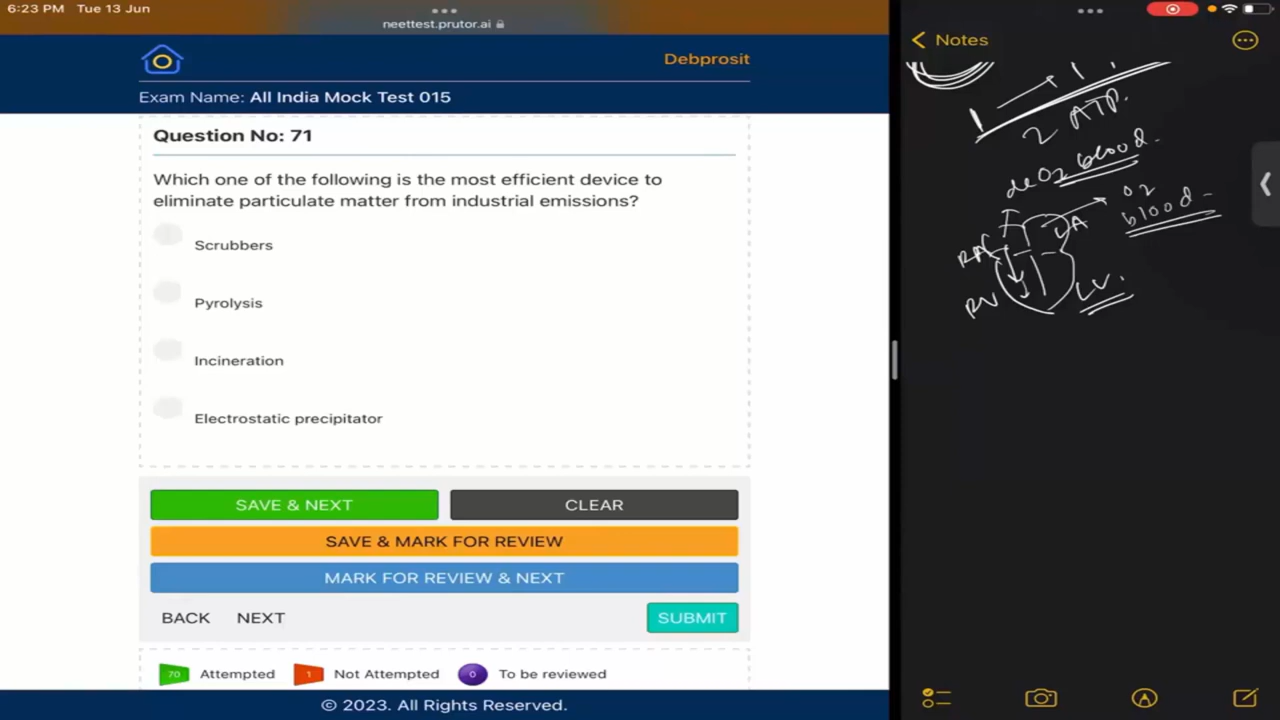 6:23 PM Tue 13 Jun
neettest.prutor.ai
Debprosit
Exam Name: All India Mock Test 015
Question No: 71
Which one of the following is the most efficient device to
eliminate particulate matter from industrial emissions?
Scrubbers
Pyrolysis
Incineration
Electrostatic precipitator
SAVE & NEXT
CLEAR
SAVE & MARK FOR REVIEW
MARK FOR REVIEW & NEXT
BACK
NEXT
SUBMIT
70 Attempted
1 Not Attempted
0 To be reviewed
© 2023. All Rights Reserved.
Notes
2 ATP.
deO2 blood.
O2
blood
LA
RA
RV
LV.